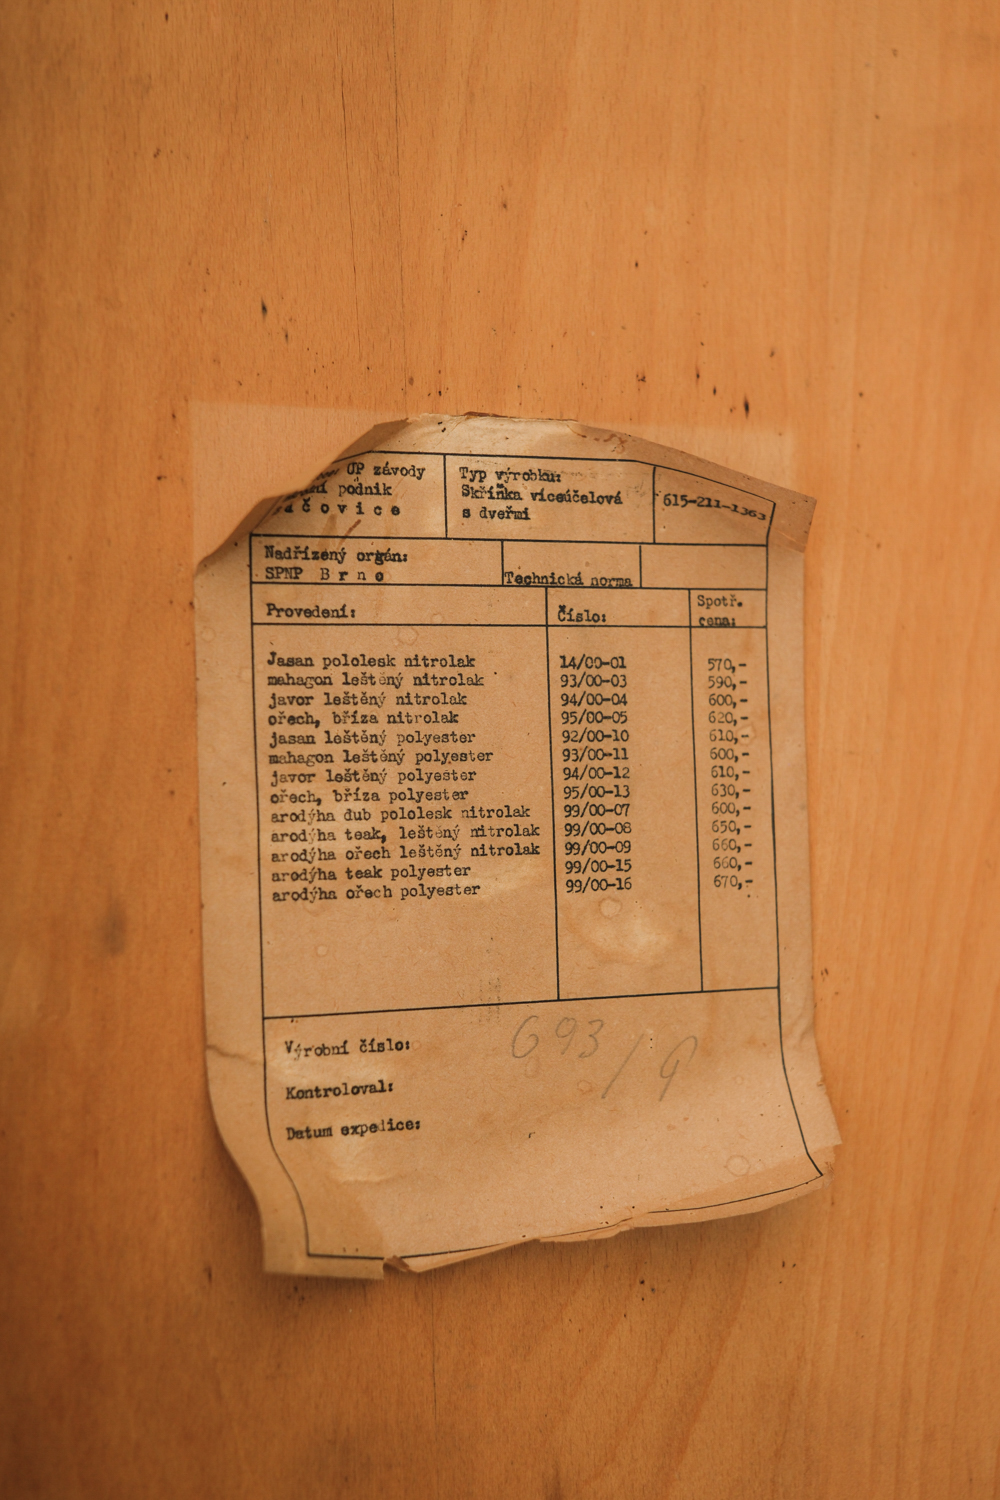 UP závody
podnik
Typ výrobku:
Skříňka víceúčelová
s dveřmi
615-211-1363
Nadřízený orgán:
SPNP Brno
Technická norma
Provedení:
Číslo:
Spotř.
cena:
Jasan pololesk nitrolak 14/00-01 570,-
mahagon leštěný nitrolak 93/00-03 590,-
javor leštěný nitrolak 94/00-04 600,-
ořech, bříza nitrolak 95/00-05 620,-
jasan leštěný polyester 92/00-10 610,-
mahagon leštěný polyester 93/00-11 600,-
javor leštěný polyester 94/00-12 610,-
ořech, bříza polyester 95/00-13 630,-
arodýha dub pololesk nitrolak 99/00-07 600,-
arodýha teak, leštěný nitrolak 99/00-08 650,-
arodýha ořech leštěný nitrolak 99/00-09 660,-
arodýha teak polyester 99/00-15 660,-
arodýha ořech polyester 99/00-16 670,-
Výrobní číslo: 693/9
Kontroloval:
Datum expedice: